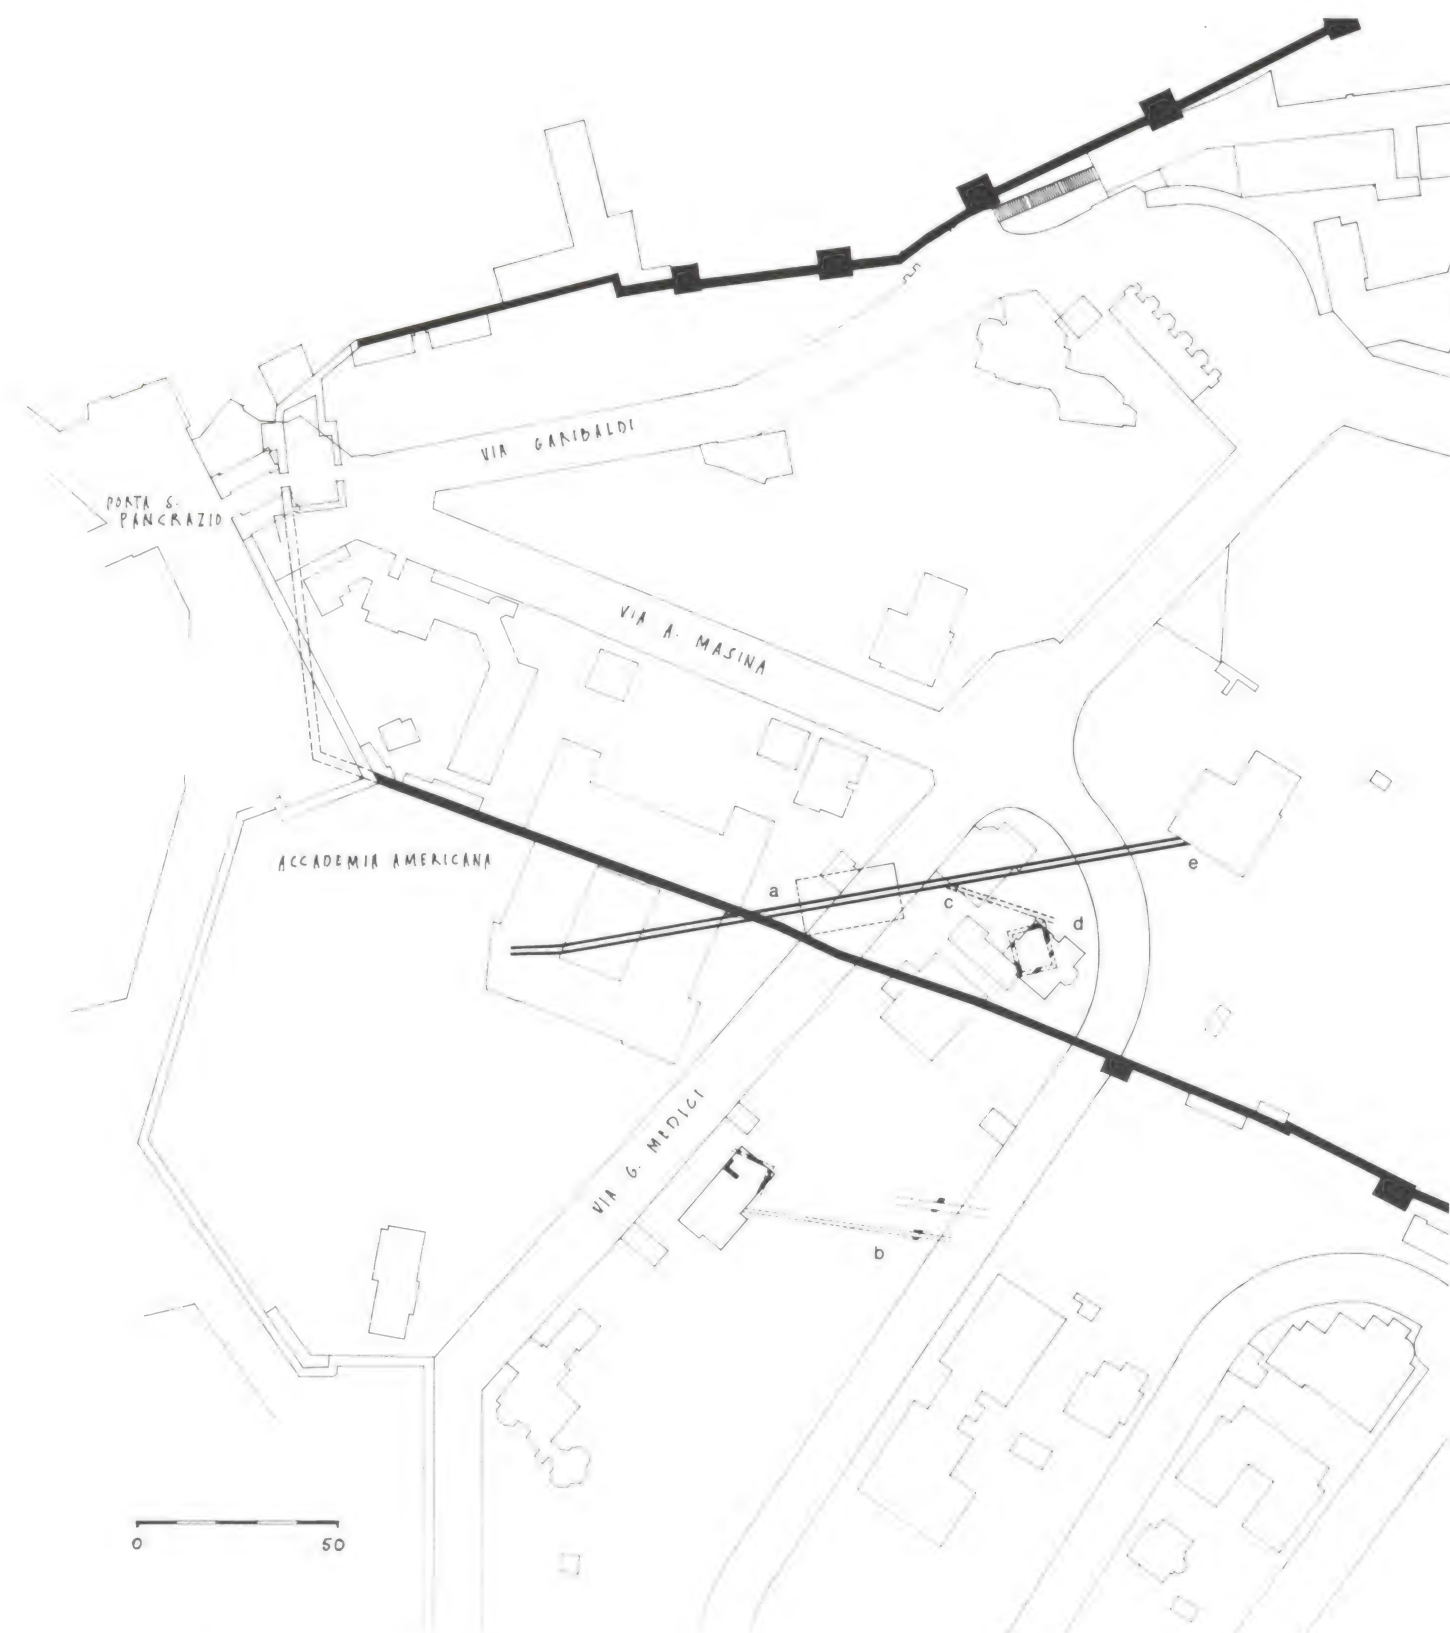 VIA GARIBALDI
PORTA S.
PANCRAZIO
VIA A. MASINA
ACCADEMIA AMERICANA
a
e
c
d
VIA G. MEDICI
b
0 50